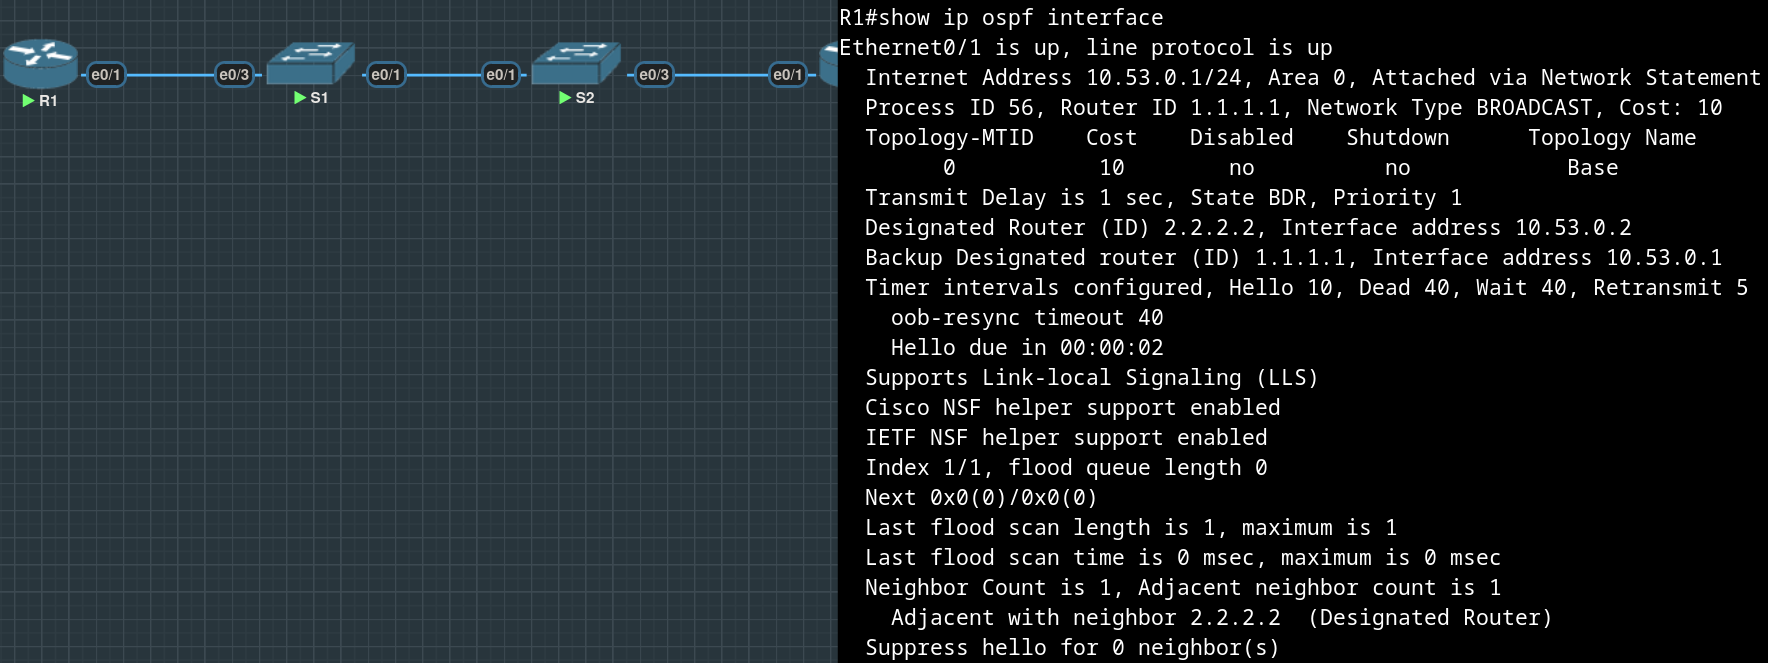 e0/1 e0/3 e0/1 e0/1 e0/3 e0/1
R1 S1 S2
R1#show ip ospf interface
Ethernet0/1 is up, line protocol is up
  Internet Address 10.53.0.1/24, Area 0, Attached via Network Statement
  Process ID 56, Router ID 1.1.1.1, Network Type BROADCAST, Cost: 10
  Topology-MTID    Cost    Disabled    Shutdown      Topology Name
        0           10        no          no            Base
  Transmit Delay is 1 sec, State BDR, Priority 1
  Designated Router (ID) 2.2.2.2, Interface address 10.53.0.2
  Backup Designated router (ID) 1.1.1.1, Interface address 10.53.0.1
  Timer intervals configured, Hello 10, Dead 40, Wait 40, Retransmit 5
    oob-resync timeout 40
    Hello due in 00:00:02
  Supports Link-local Signaling (LLS)
  Cisco NSF helper support enabled
  IETF NSF helper support enabled
  Index 1/1, flood queue length 0
  Next 0x0(0)/0x0(0)
  Last flood scan length is 1, maximum is 1
  Last flood scan time is 0 msec, maximum is 0 msec
  Neighbor Count is 1, Adjacent neighbor count is 1
    Adjacent with neighbor 2.2.2.2  (Designated Router)
  Suppress hello for 0 neighbor(s)